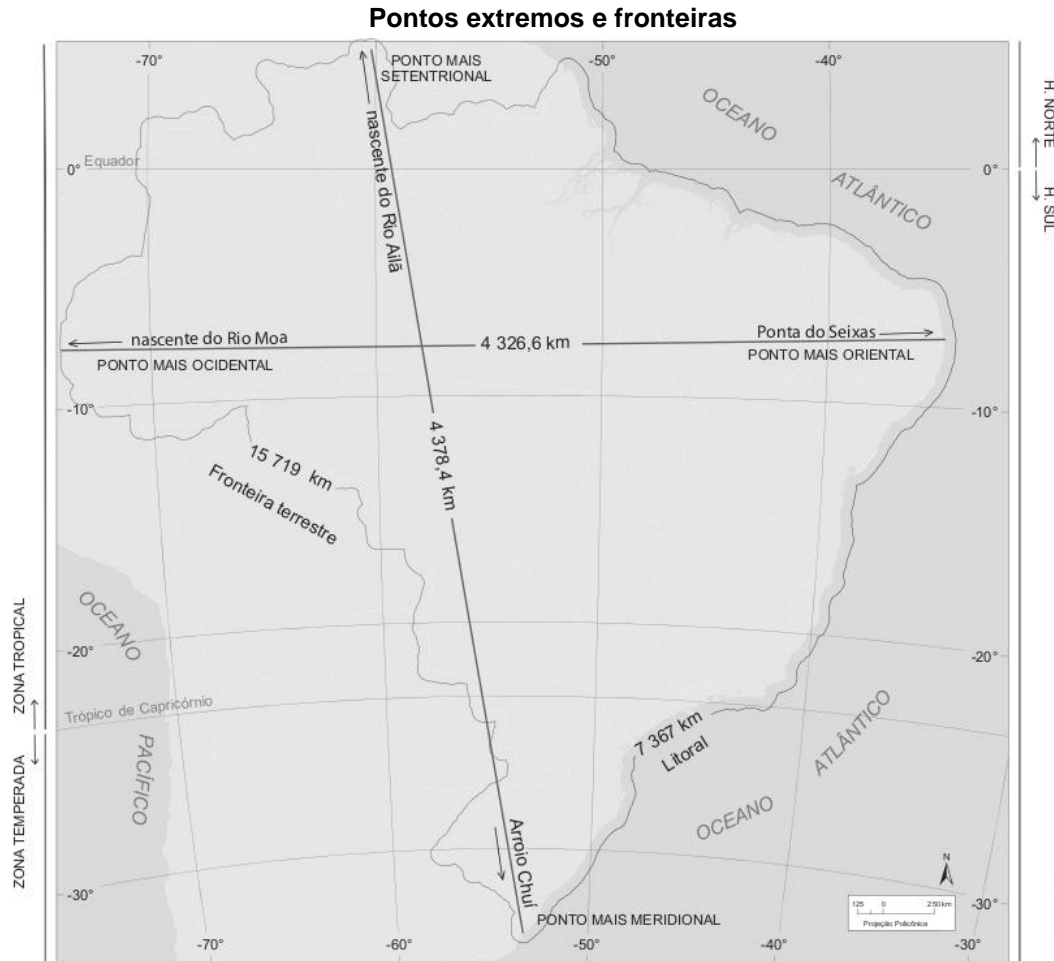 Pontos extremos e fronteiras
-70°
-50°
-40°
PONTO MAIS
SETENTRIONAL
OCEANO
ATLÂNTICO
H. NORTE
H. SUL
0°
Equador
0°
nascente do Rio Ailã
nascente do Rio Moa
PONTO MAIS OCIDENTAL
4 326,6 km
Ponta do Seixas
PONTO MAIS ORIENTAL
-10°
-10°
4 378,4 km
15 719 km
Fronteira terrestre
OCEANO
PACÍFICO
ZONA TROPICAL
ZONA TEMPERADA
-20°
-20°
Trópico de Capricórnio
7 367 km
Litoral
OCEANO
ATLÂNTICO
Arroio Chuí
PONTO MAIS MERIDIONAL
-30°
-30°
N
125 0 250 km
Projeção Policônica
-70°
-60°
-50°
-40°
-30°